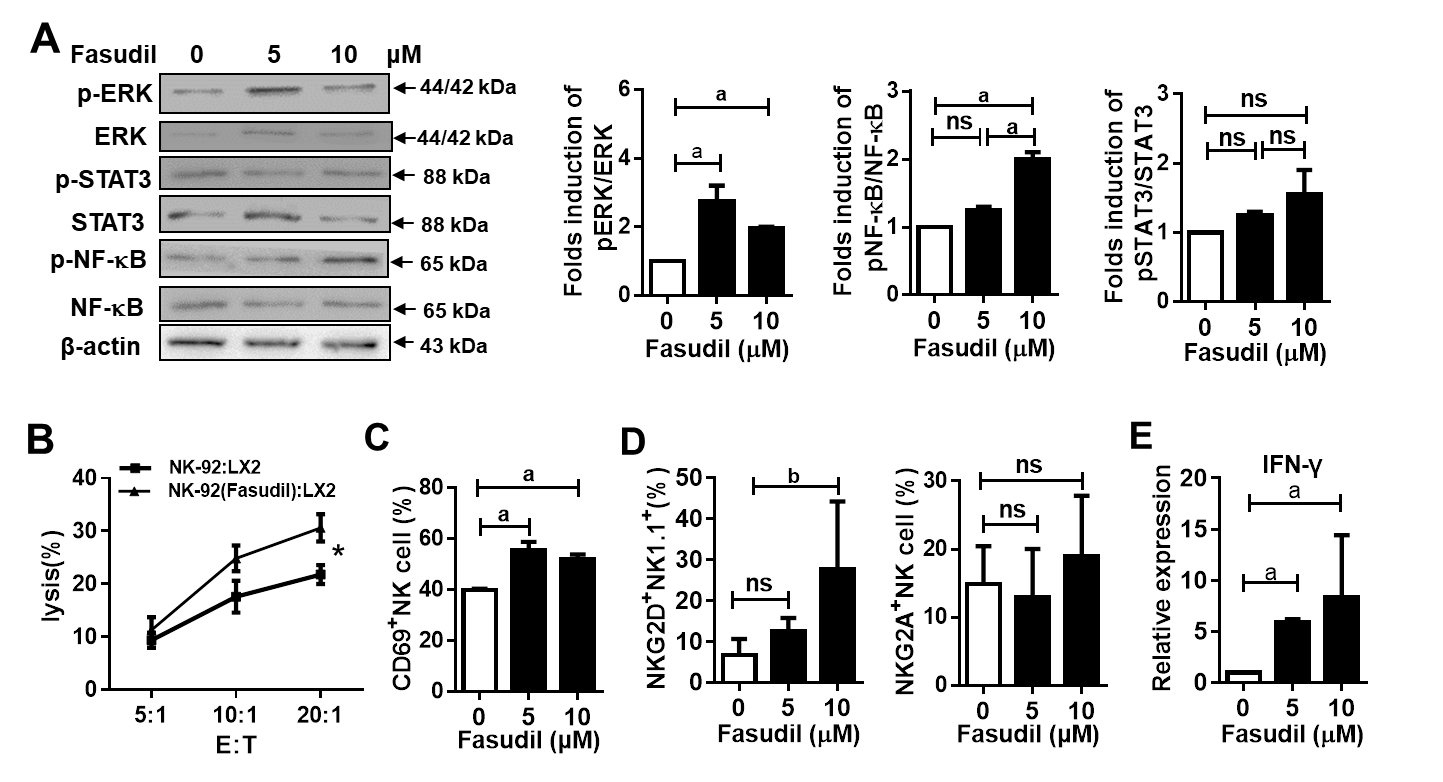 A
Fasudil 0 5 10 µM
p-ERK 44/42 kDa
ERK 44/42 kDa
p-STAT3 88 kDa
STAT3 88 kDa
p-NF-κB 65 kDa
NF-κB 65 kDa
β-actin 43 kDa
Folds induction of
pERK/ERK
6
4
2
0
a
a
0 5 10
Fasudil (μM)
Folds induction of
pNF-κB/NF-κB
3
2
1
0
a
ns a
0 5 10
Fasudil (μM)
Folds induction of
pSTAT3/STAT3
3
2
1
0
ns
ns ns
0 5 10
Fasudil (μM)
B
NK-92:LX2
NK-92(Fasudil):LX2
lysis(%)
40
30
20
10
0
*
5:1 10:1 20:1
E:T
C
CD69+NK cell (%)
80
60
40
20
0
a
a
0 5 10
Fasudil (µM)
D
NKG2D+NK1.1+(%)
50
40
30
20
10
0
b
ns
0 5 10
Fasudil (μM)
NKG2A+NK cell (%)
30
20
10
0
ns
ns
0 5 10
Fasudil (µM)
E
IFN-γ
Relative expression
20
15
10
5
0
a
a
0 5 10
Fasudil (μM)